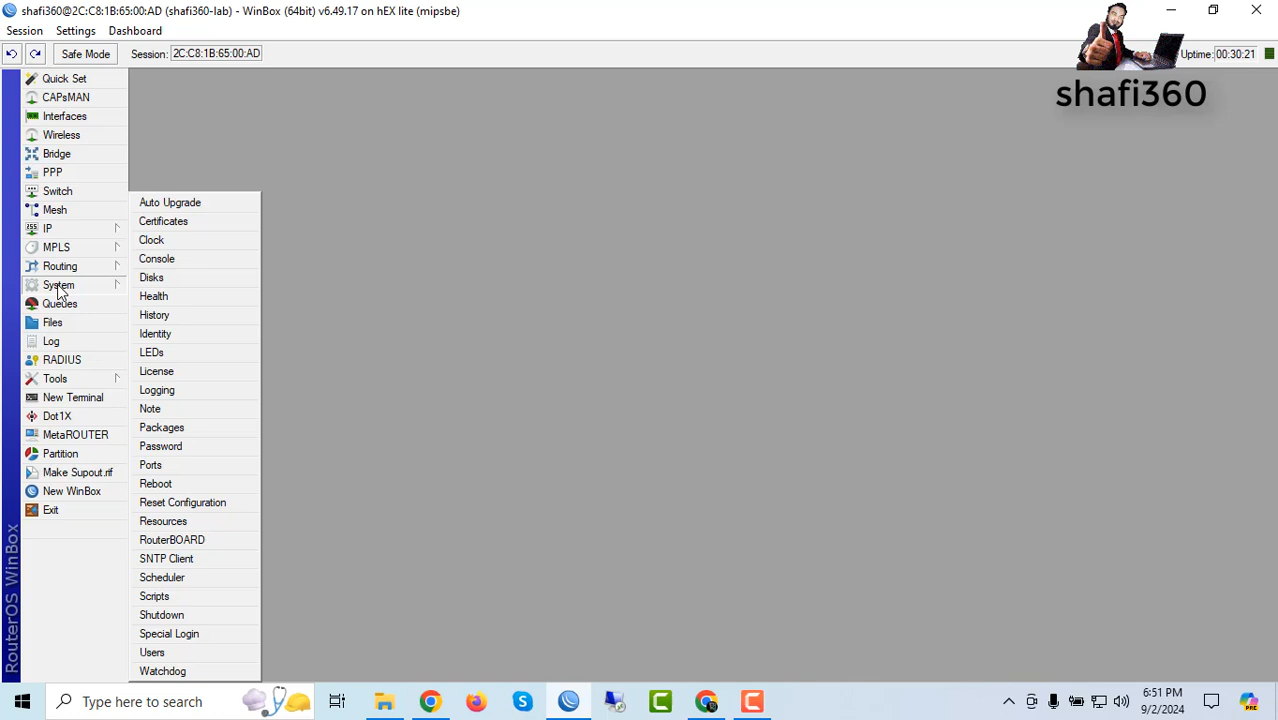 shafi360@2C:C8:1B:65:00:AD (shafi360-lab) - WinBox (64bit) v6.49.17 on hEX lite (mipsbe)
Session Settings Dashboard
Safe Mode Session: 2C:C8:1B:65:00:AD Uptime: 00:30:21
shafi360
Quick Set
CAPsMAN
Interfaces
Wireless
Bridge
PPP
Switch
Mesh
IP
MPLS
Routing
System
Queues
Files
Log
RADIUS
Tools
New Terminal
Dot1X
MetaROUTER
Partition
Make Supout.rif
New WinBox
Exit
RouterOS WinBox
Auto Upgrade
Certificates
Clock
Console
Disks
Health
History
Identity
LEDs
License
Logging
Note
Packages
Password
Ports
Reboot
Reset Configuration
Resources
RouterBOARD
SNTP Client
Scheduler
Scripts
Shutdown
Special Login
Users
Watchdog
Type here to search
6:51 PM
9/2/2024